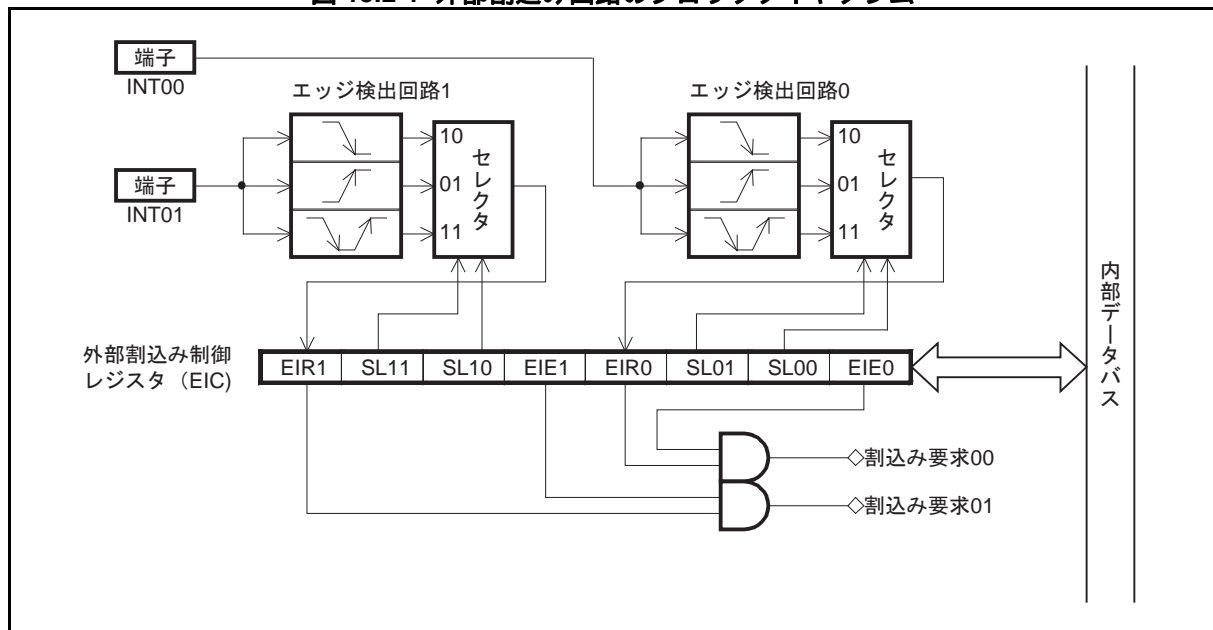 端子
INT00
エッジ検出回路1
エッジ検出回路0
10
01
11
セレクタ
10
01
11
セレクタ
端子
INT01
内部データバス
外部割込み制御
レジスタ（EIC)
EIR1 SL11 SL10 EIE1 EIR0 SL01 SL00 EIE0
◇割込み要求00
◇割込み要求01